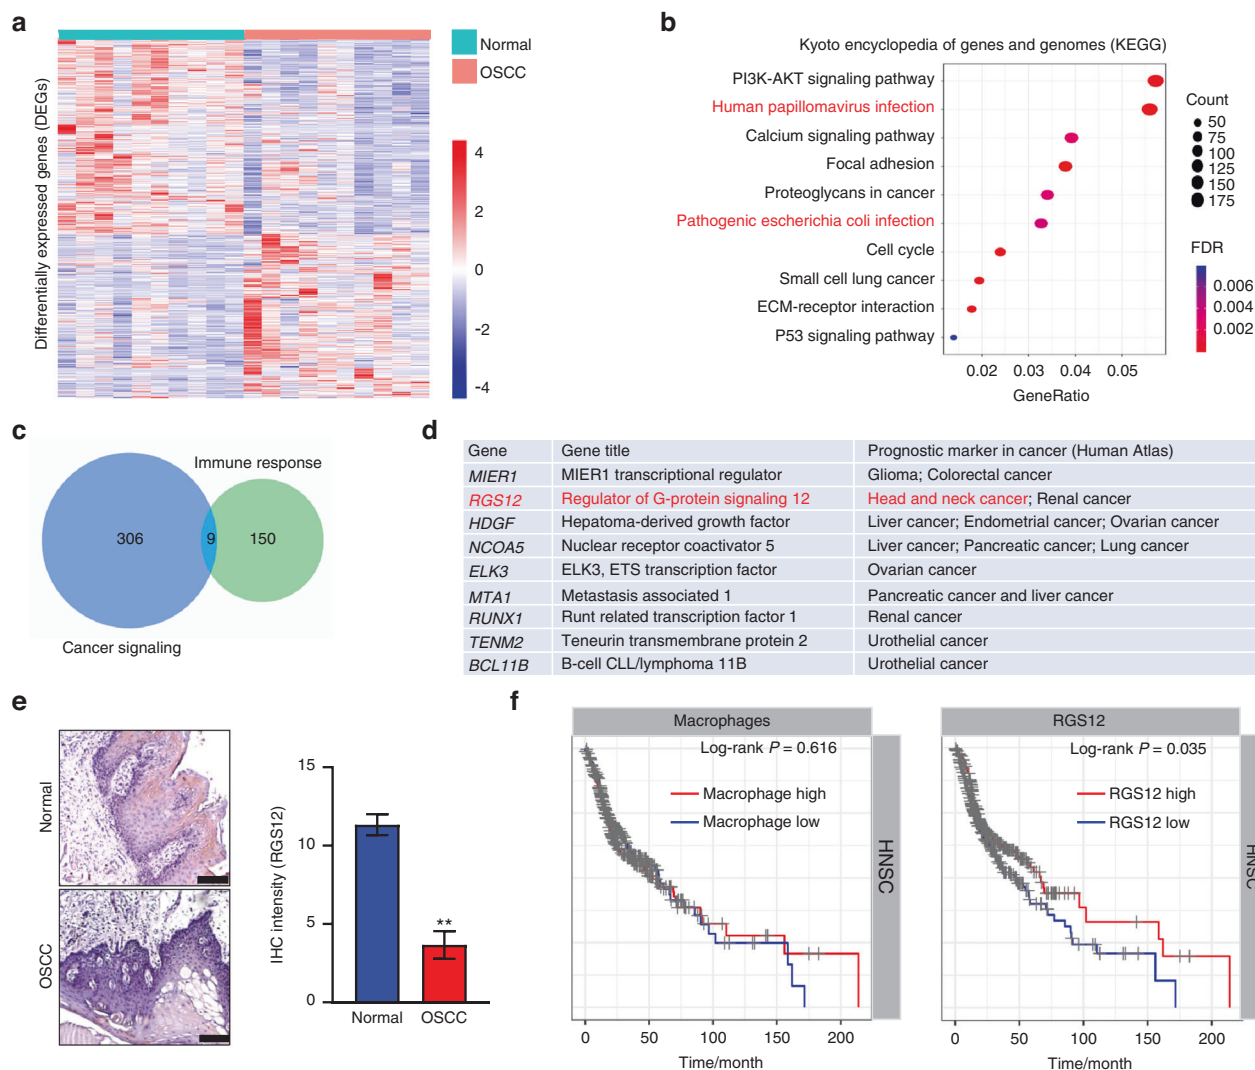 a
Normal
OSCC
Differentially expressed genes (DEGs)
4
2
0
-2
-4
b
Kyoto encyclopedia of genes and genomes (KEGG)
PI3K-AKT signaling pathway
Human papillomavirus infection
Calcium signaling pathway
Focal adhesion
Proteoglycans in cancer
Pathogenic escherichia coli infection
Cell cycle
Small cell lung cancer
ECM-receptor interaction
P53 signaling pathway
0.02 0.03 0.04 0.05
GeneRatio
Count
50
75
100
125
150
175
FDR
0.006
0.004
0.002
c
Immune response
306 9 150
Cancer signaling
d
Gene Gene title Prognostic marker in cancer (Human Atlas)
MIER1 MIER1 transcriptional regulator Glioma; Colorectal cancer
RGS12 Regulator of G-protein signaling 12 Head and neck cancer; Renal cancer
HDGF Hepatoma-derived growth factor Liver cancer; Endometrial cancer; Ovarian cancer
NCOA5 Nuclear receptor coactivator 5 Liver cancer; Pancreatic cancer; Lung cancer
ELK3 ELK3, ETS transcription factor Ovarian cancer
MTA1 Metastasis associated 1 Pancreatic cancer and liver cancer
RUNX1 Runt related transcription factor 1 Renal cancer
TENM2 Teneurin transmembrane protein 2 Urothelial cancer
BCL11B B-cell CLL/lymphoma 11B Urothelial cancer
e
Normal
OSCC
IHC intensity (RGS12)
15
10
5
0
**
Normal OSCC
f
Macrophages
Log-rank P = 0.616
Macrophage high
Macrophage low
HNSC
0 50 100 150 200
Time/month
RGS12
Log-rank P = 0.035
RGS12 high
RGS12 low
HNSC
0 50 100 150 200
Time/month